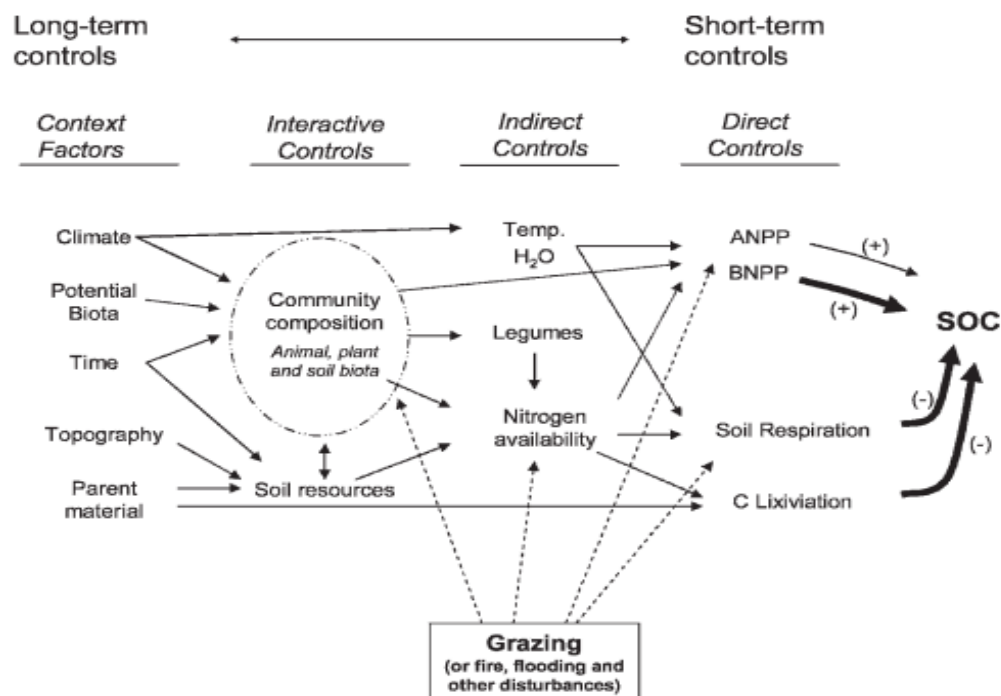 Long-term
controls
Short-term
controls
Context
Factors
Interactive
Controls
Indirect
Controls
Direct
Controls
Climate
Potential
Biota
Time
Topography
Parent
material
Community
composition
Animal, plant
and soil biota
Soil resources
Temp.
H₂O
Legumes
Nitrogen
availability
ANPP
BNPP
Soil Respiration
C Lixiviation
(+)
(+)
SOC
(-)
(-)
Grazing
(or fire, flooding and
other disturbances)